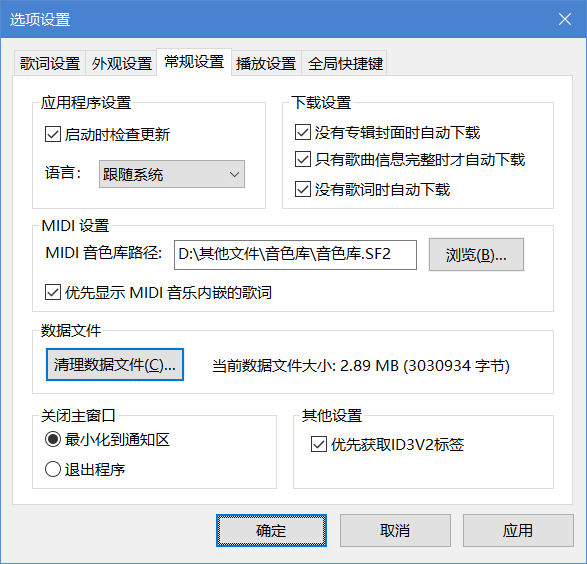 选项设置
歌词设置 外观设置 常规设置 播放设置 全局快捷键
应用程序设置
启动时检查更新
语言: 跟随系统
下载设置
没有专辑封面时自动下载
只有歌曲信息完整时才自动下载
没有歌词时自动下载
MIDI 设置
MIDI 音色库路径: D:\其他文件\音色库\音色库.SF2 浏览(B)...
优先显示 MIDI 音乐内嵌的歌词
数据文件
清理数据文件(C)... 当前数据文件大小: 2.89 MB (3030934 字节)
关闭主窗口
最小化到通知区
退出程序
其他设置
优先获取ID3V2标签
确定 取消 应用